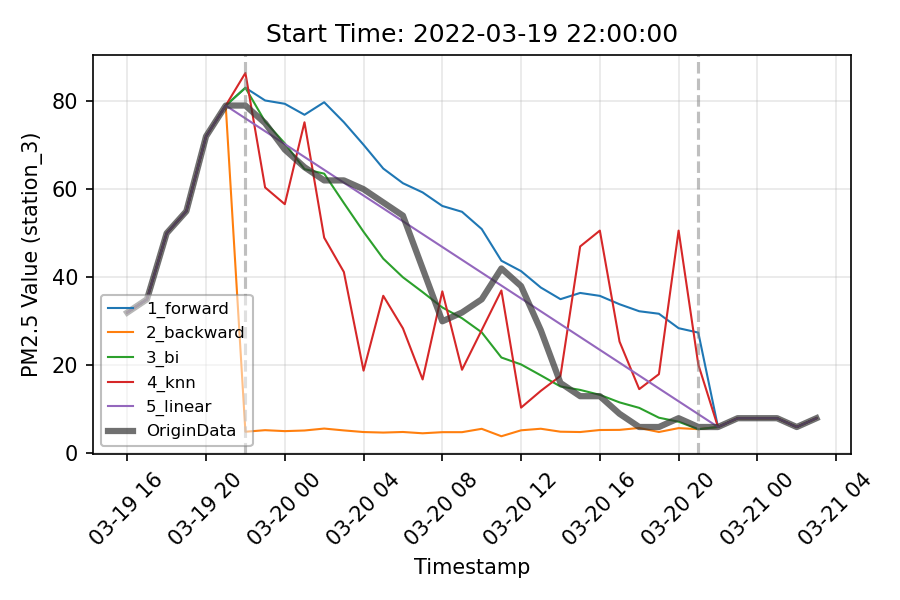 Start Time: 2022-03-19 22:00:00
PM2.5 Value (station_3)
80
60
40
20
0
1_forward
2_backward
3_bi
4_knn
5_linear
OriginData
03-19 16
03-19 20
03-20 00
03-20 04
03-20 08
03-20 12
03-20 16
03-20 20
03-21 00
03-21 04
Timestamp